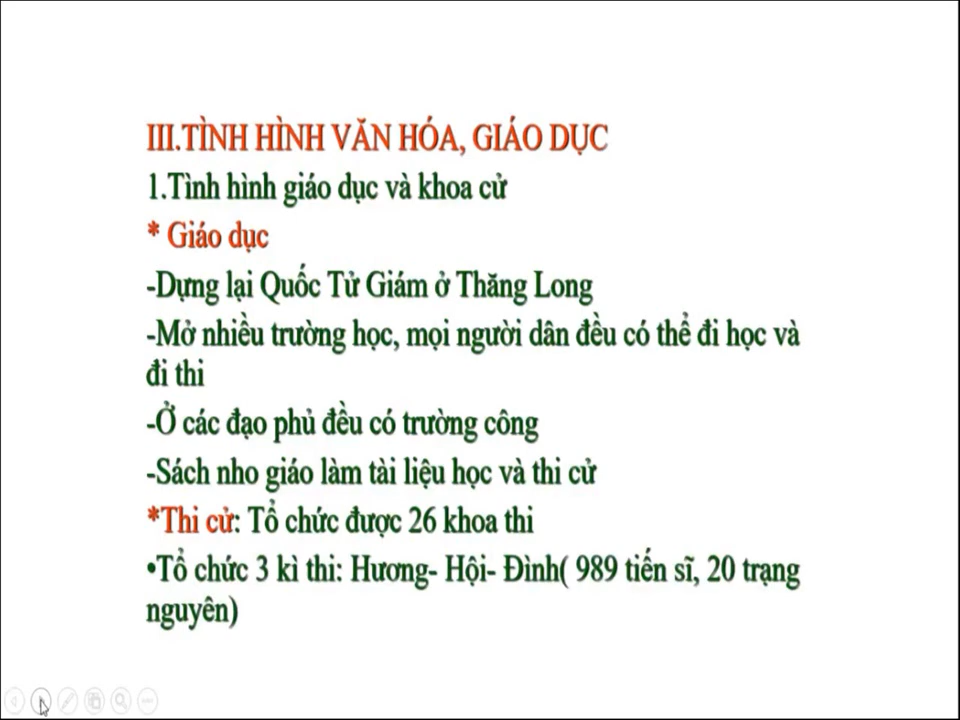 III.TÌNH HÌNH VĂN HÓA, GIÁO DỤC
1.Tình hình giáo dục và khoa cử
* Giáo dục
-Dựng lại Quốc Tử Giám ở Thăng Long
-Mở nhiều trường học, mọi người dân đều có thể đi học và
đi thi
-Ở các đạo phủ đều có trường công
-Sách nho giáo làm tài liệu học và thi cử
*Thi cử: Tổ chức được 26 khoa thi
•Tổ chức 3 kì thi: Hương- Hội- Đình( 989 tiến sĩ, 20 trạng
nguyên)